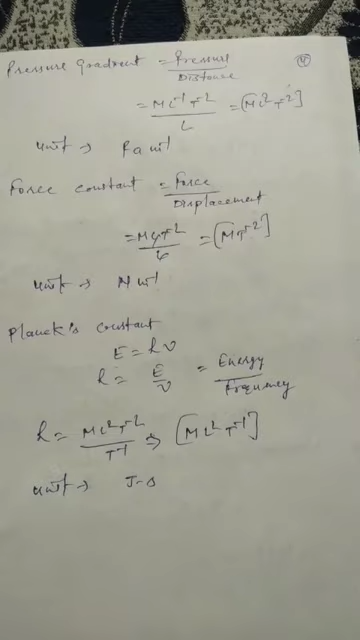 Pressure Gradient = Pressure / Distance
④
= ML⁻¹T⁻² / L = [ML⁻²T⁻²]
unit → Pa m⁻¹
Force constant = Force / Displacement
= MLT⁻² / L = [MT⁻²]
unit → N m⁻¹
Planck's constant
E = hν
h = E / ν = Energy / Frequency
h = ML²T⁻² / T⁻¹ ⇒ [ML²T⁻¹]
unit → J-s